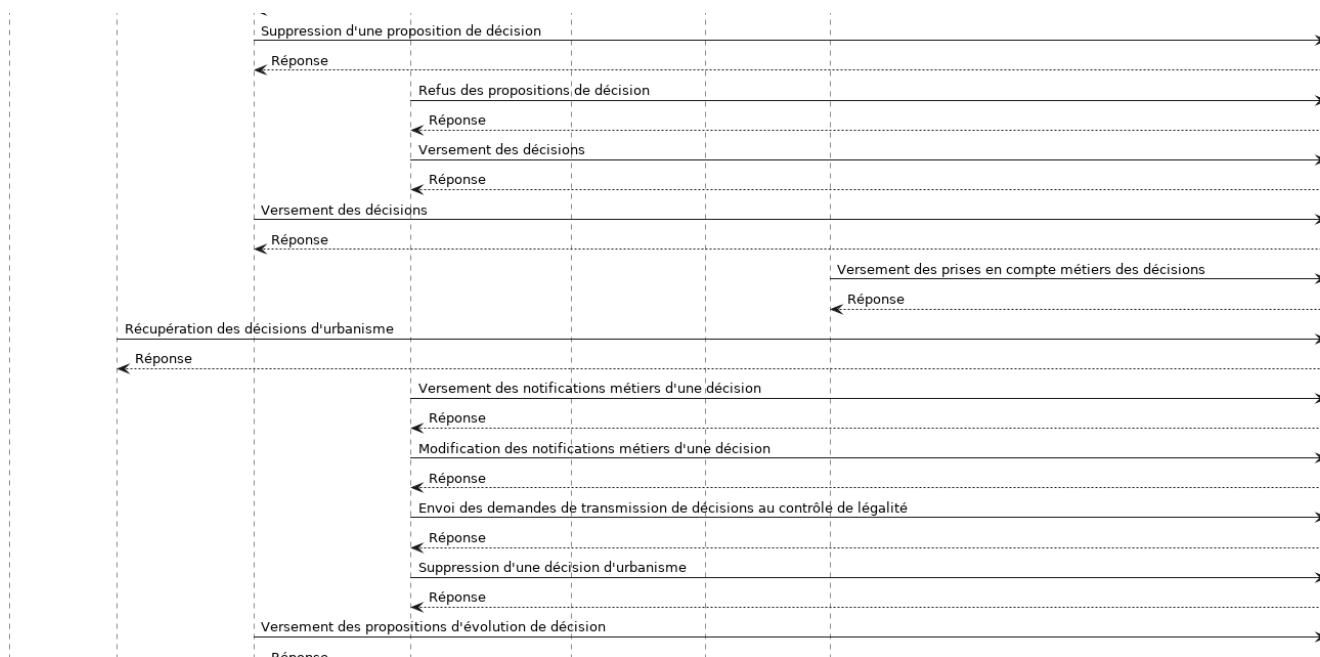 Suppression d'une proposition de décision
Réponse
Refus des propositions de décision
Réponse
Versement des décisions
Réponse
Versement des décisions
Réponse
Versement des prises en compte métiers des décisions
Réponse
Récupération des décisions d'urbanisme
Réponse
Versement des notifications métiers d'une décision
Réponse
Modification des notifications métiers d'une décision
Réponse
Envoi des demandes de transmission de décisions au contrôle de légalité
Réponse
Suppression d'une décision d'urbanisme
Réponse
Versement des propositions d'évolution de décision
Réponse